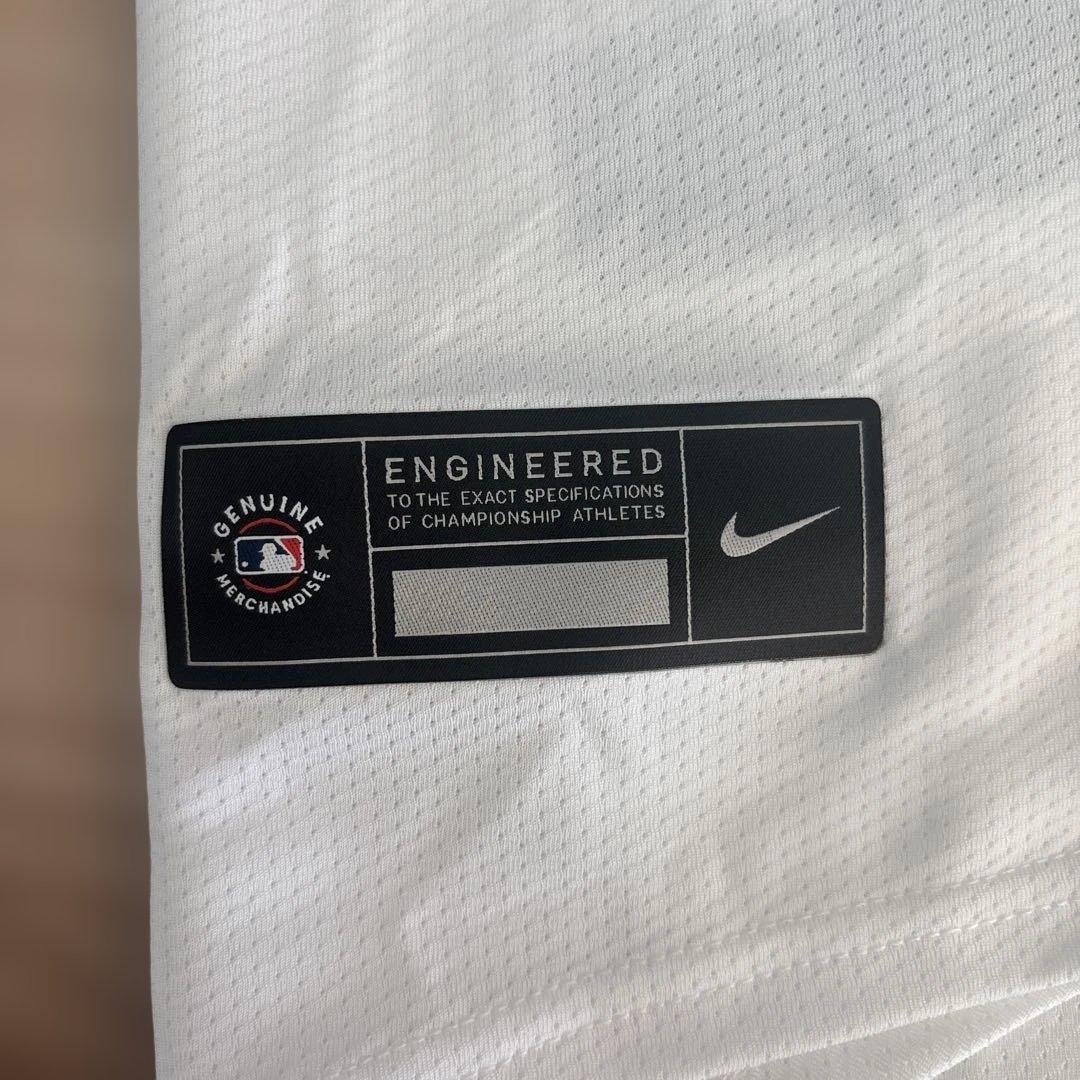 GENUINE
MERCHANDISE
ENGINEERED
TO THE EXACT SPECIFICATIONS
OF CHAMPIONSHIP ATHLETES